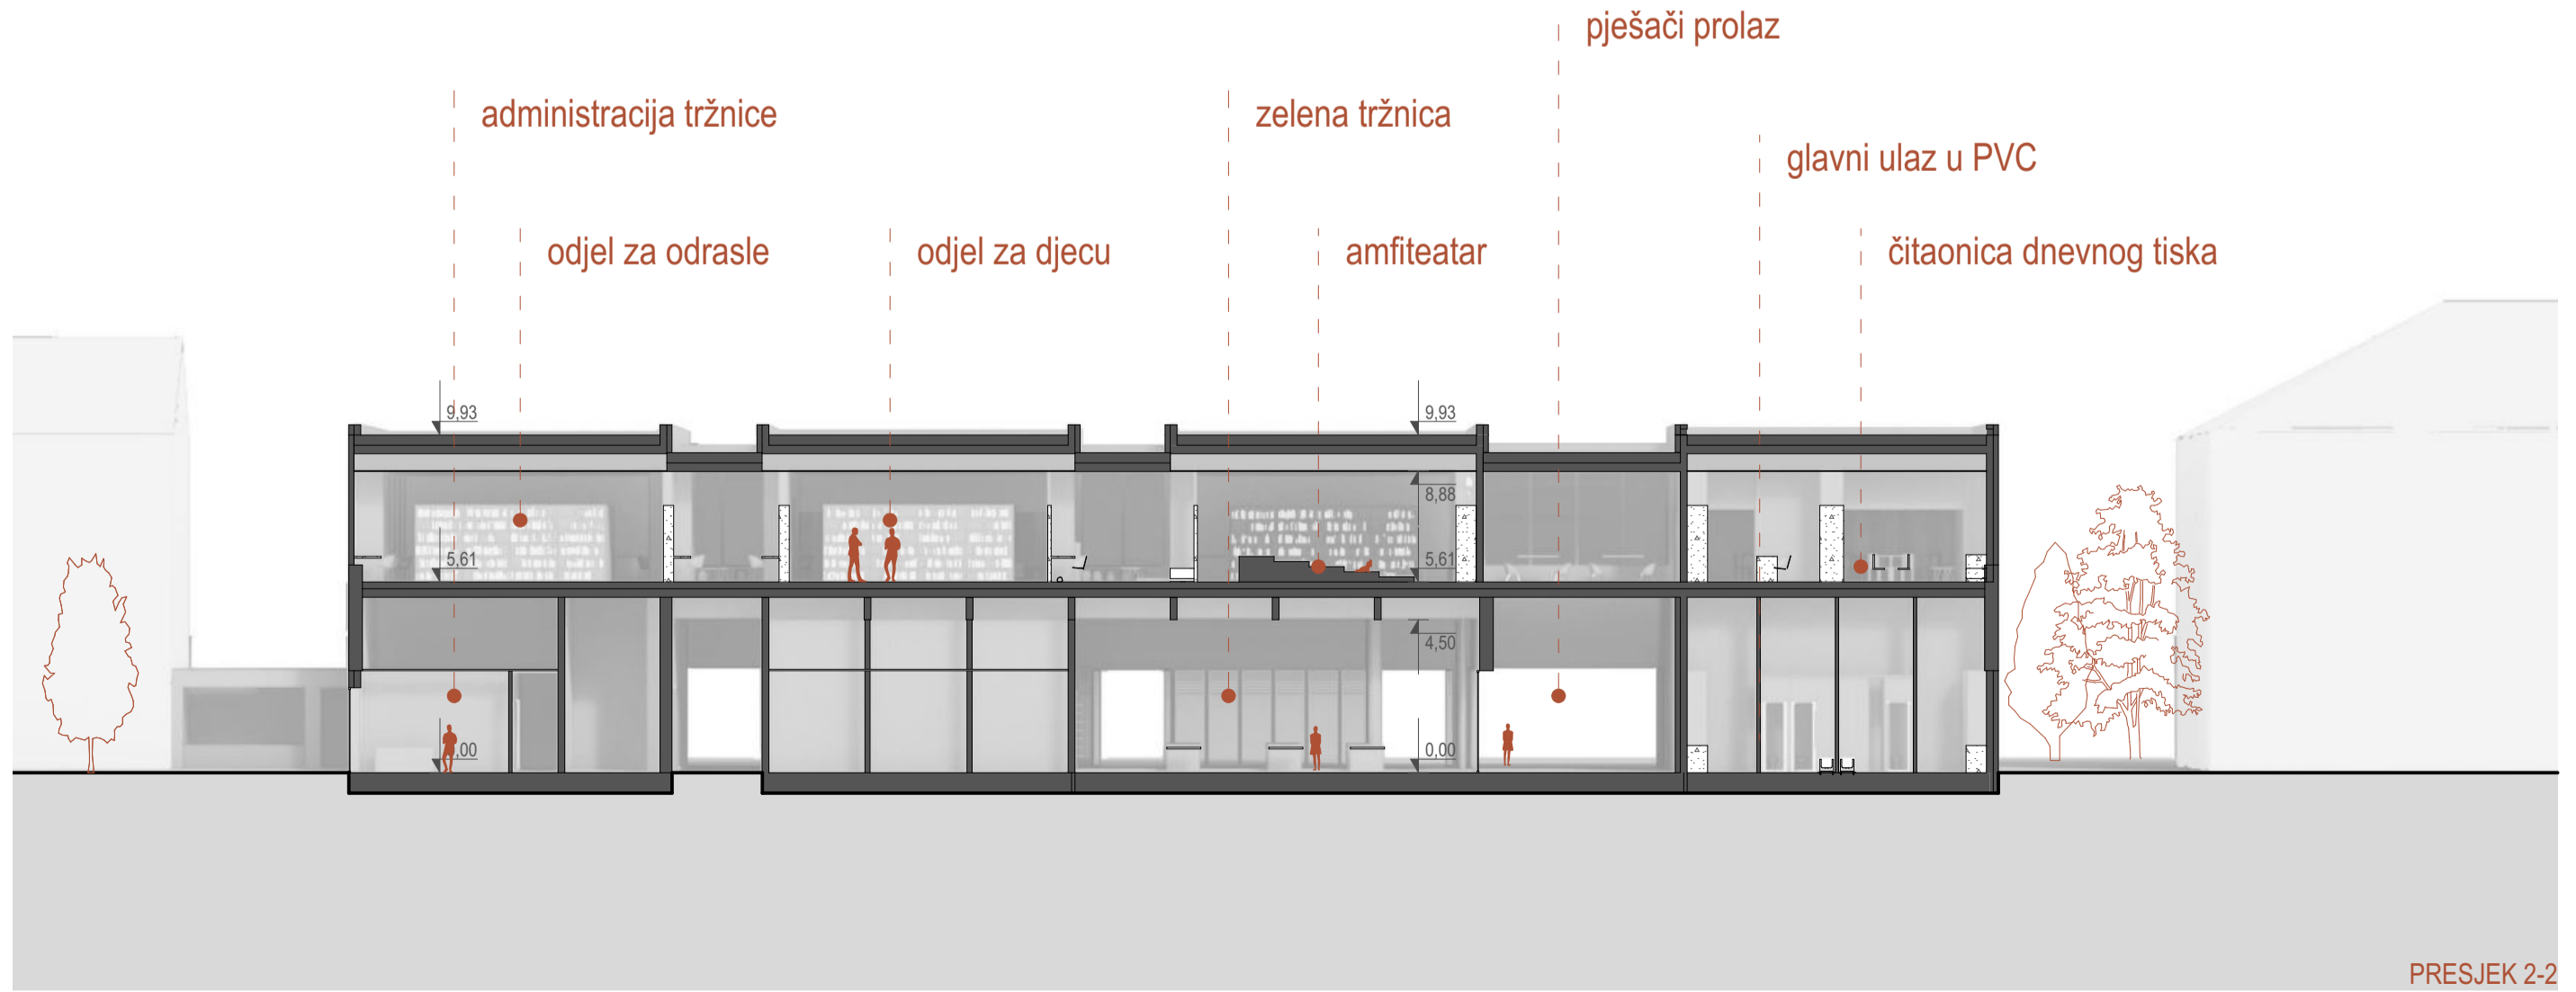 pješači prolaz
administracija tržnice
zelena tržnica
glavni ulaz u PVC
odjel za odrasle
odjel za djecu
amfiteatar
čitaonica dnevnog tiska
9,93
9,93
8,88
5,61
5,61
4,50
,00
0,00
PRESJEK 2-2